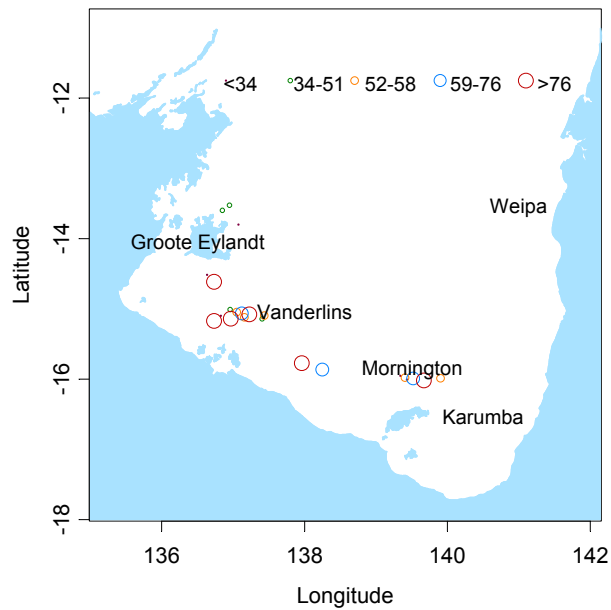 <34 34-51 52-58 59-76 >76
-12
Weipa
-14
Groote Eylandt
Latitude
Vanderlins
Mornington
-16
Karumba
-18
136 138 140 142
Longitude